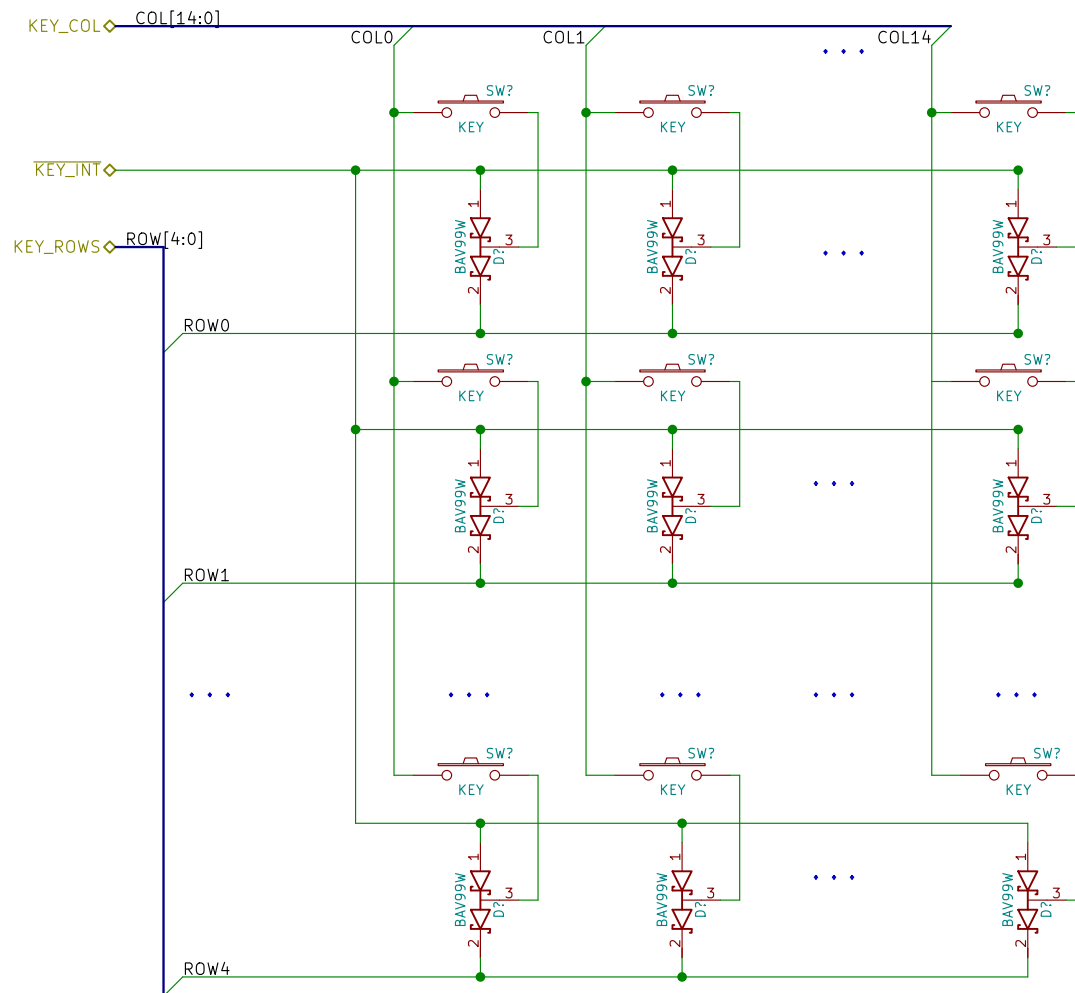 KEY_COL COL[14:0]
COL0 COL1 COL14
SW? SW? SW?
KEY KEY KEY
KEY_INT
1 1 1
BAV99W D? 3 BAV99W D? 3 BAV99W D? 3
KEY_ROWS ROW[4:0]
2 2 2
ROW0
SW? SW? SW?
KEY KEY KEY
1 1 1
BAV99W D? 3 BAV99W D? 3 BAV99W D? 3
2 2 2
ROW1
SW? SW? SW?
KEY KEY KEY
1 1 1
BAV99W D? 3 BAV99W D? 3 BAV99W D? 3
2 2 2
ROW4